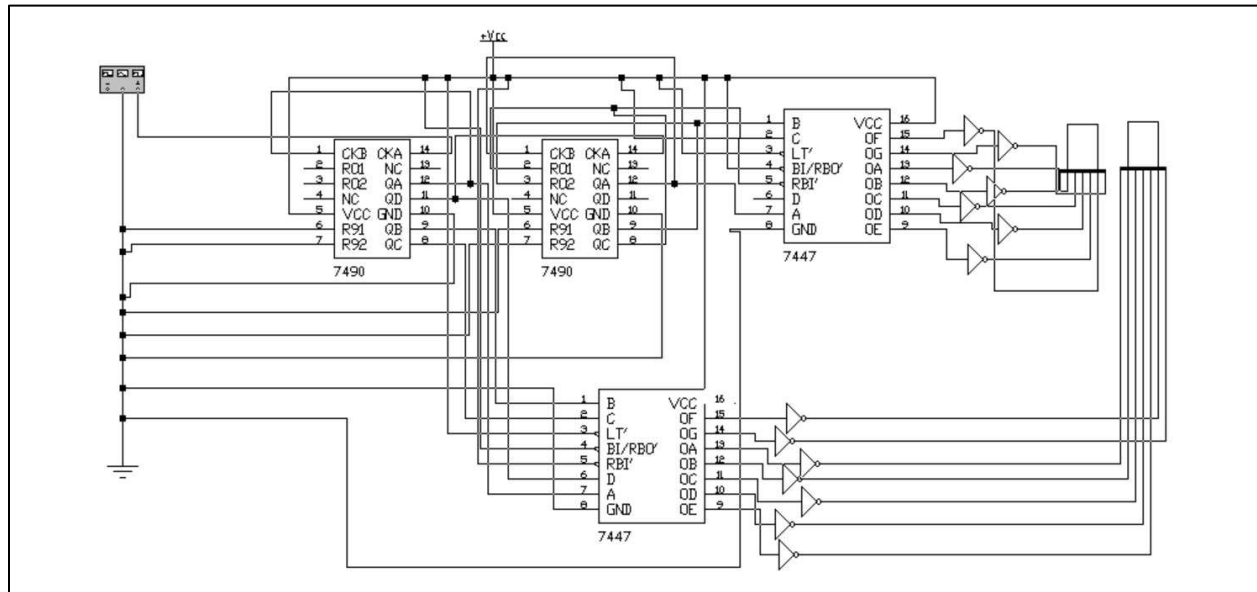 +Vcc
1 CKB CKA 14
2 R01 NC 13
3 R02 QA 12
4 NC QD 11
5 VCC GND 10
6 R91 QB 9
7 R92 QC 8
7490
1 CKB CKA 14
2 R01 NC 13
3 R02 QA 12
4 NC QD 11
5 VCC GND 10
6 R91 QB 9
7 R92 QC 8
7490
1 B VCC 16
2 C OF 15
3 LT' OG 14
4 BI/RBO' OA 13
5 RBI' OB 12
6 D OC 11
7 A OD 10
8 GND OE 9
7447
1 B VCC 16
2 C OF 15
3 LT' OG 14
4 BI/RBO' OA 13
5 RBI' OB 12
6 D OC 11
7 A OD 10
8 GND OE 9
7447